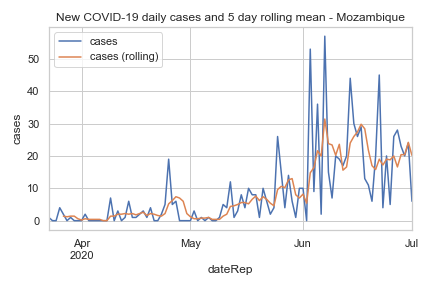 New COVID-19 daily cases and 5 day rolling mean - Mozambique
cases
cases (rolling)
60
50
40
30
20
10
0
cases
Apr
2020
May
Jun
Jul
dateRep